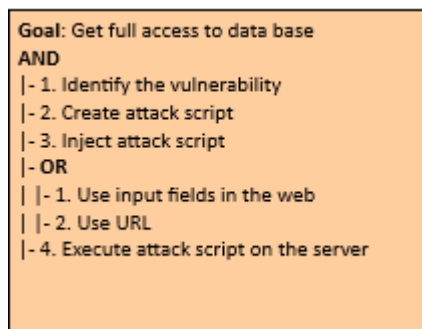 Goal: Get full access to data base
AND
|- 1. Identify the vulnerability
|- 2. Create attack script
|- 3. Inject attack script
|- OR
| |- 1. Use input fields in the web
| |- 2. Use URL
|- 4. Execute attack script on the server